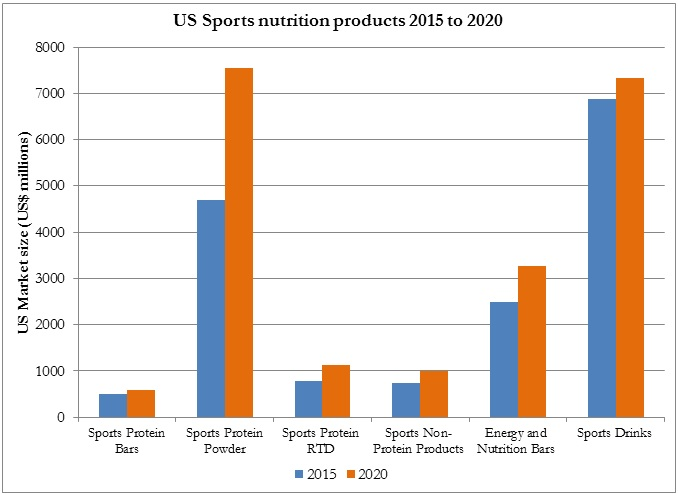 US Sports nutrition products 2015 to 2020
US Market size (US$ millions)
8000
7000
6000
5000
4000
3000
2000
1000
0
Sports Protein
Bars
Sports Protein
Powder
Sports Protein
RTD
Sports Non-
Protein Products
Energy and
Nutrition Bars
Sports Drinks
2015
2020